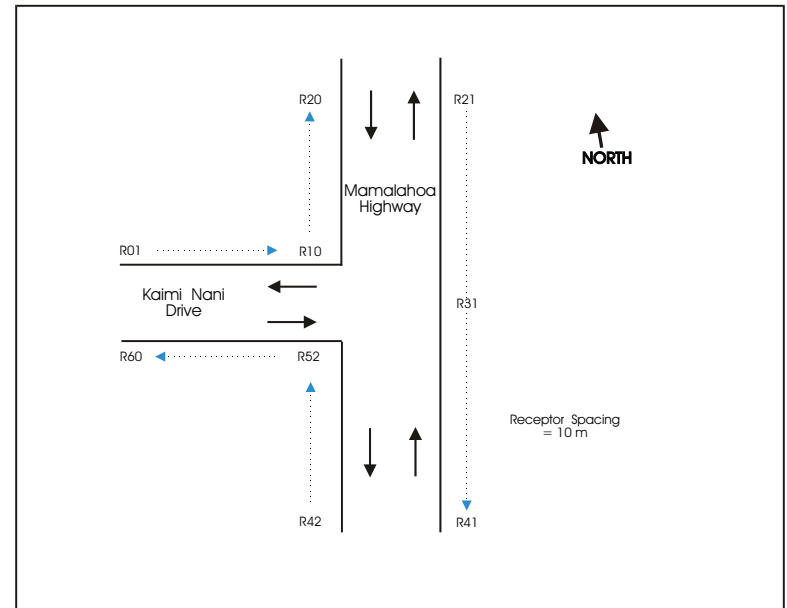 R20
R21
NORTH
Mamalahoa
Highway
R01
R10
Kaimi Nani
Drive
R31
R60
R52
Receptor Spacing
= 10 m
R42
R41